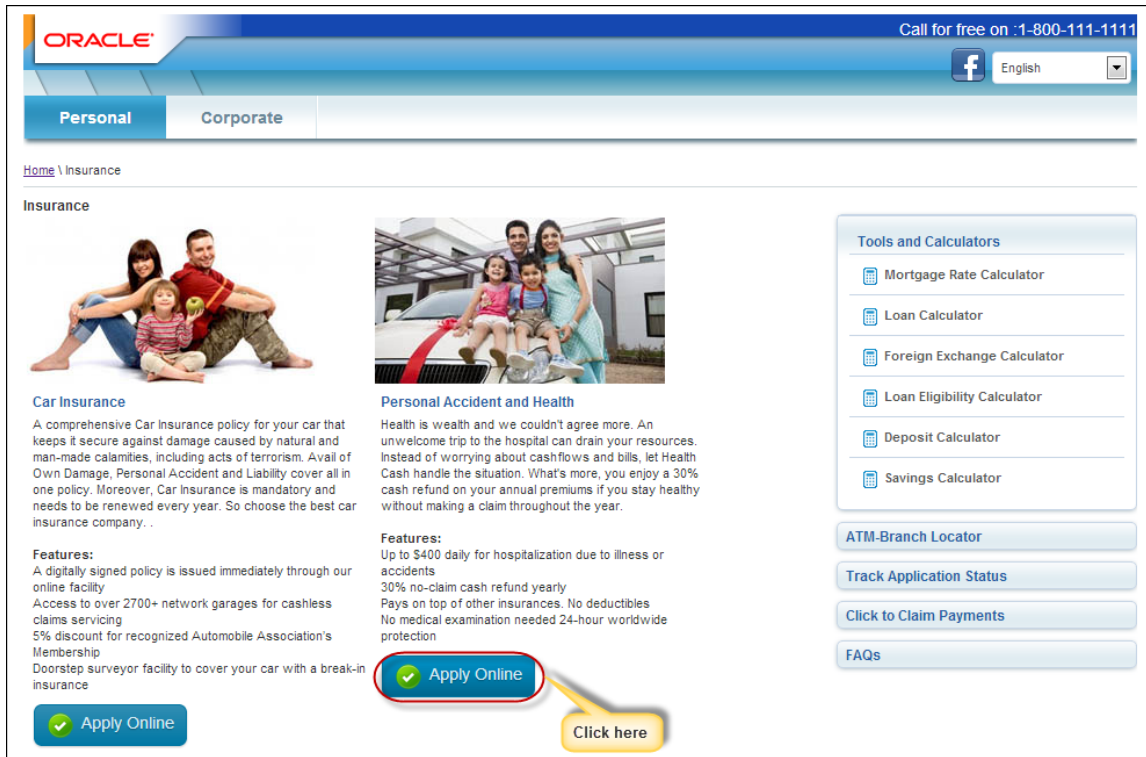 ORACLE
Call for free on :1-800-111-1111
f
English
Personal
Corporate
Home \ Insurance
Insurance
Car Insurance
A comprehensive Car Insurance policy for your car that
keeps it secure against damage caused by natural and
man-made calamities, including acts of terrorism. Avail of
Own Damage, Personal Accident and Liability cover all in
one policy. Moreover, Car Insurance is mandatory and
needs to be renewed every year. So choose the best car
insurance company. .
Features:
A digitally signed policy is issued immediately through our
online facility
Access to over 2700+ network garages for cashless
claims servicing
5% discount for recognized Automobile Association's
Membership
Doorstep surveyor facility to cover your car with a break-in
insurance
Apply Online
Personal Accident and Health
Health is wealth and we couldn't agree more. An
unwelcome trip to the hospital can drain your resources.
Instead of worrying about cashflows and bills, let Health
Cash handle the situation. What's more, you enjoy a 30%
cash refund on your annual premiums if you stay healthy
without making a claim throughout the year.
Features:
Up to $400 daily for hospitalization due to illness or
accidents
30% no-claim cash refund yearly
Pays on top of other insurances. No deductibles
No medical examination needed 24-hour worldwide
protection
Apply Online
Click here
Tools and Calculators
Mortgage Rate Calculator
Loan Calculator
Foreign Exchange Calculator
Loan Eligibility Calculator
Deposit Calculator
Savings Calculator
ATM-Branch Locator
Track Application Status
Click to Claim Payments
FAQs